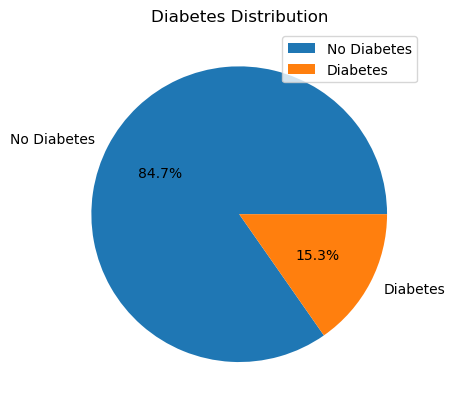 Diabetes Distribution
No Diabetes
Diabetes
No Diabetes
84.7%
15.3%
Diabetes